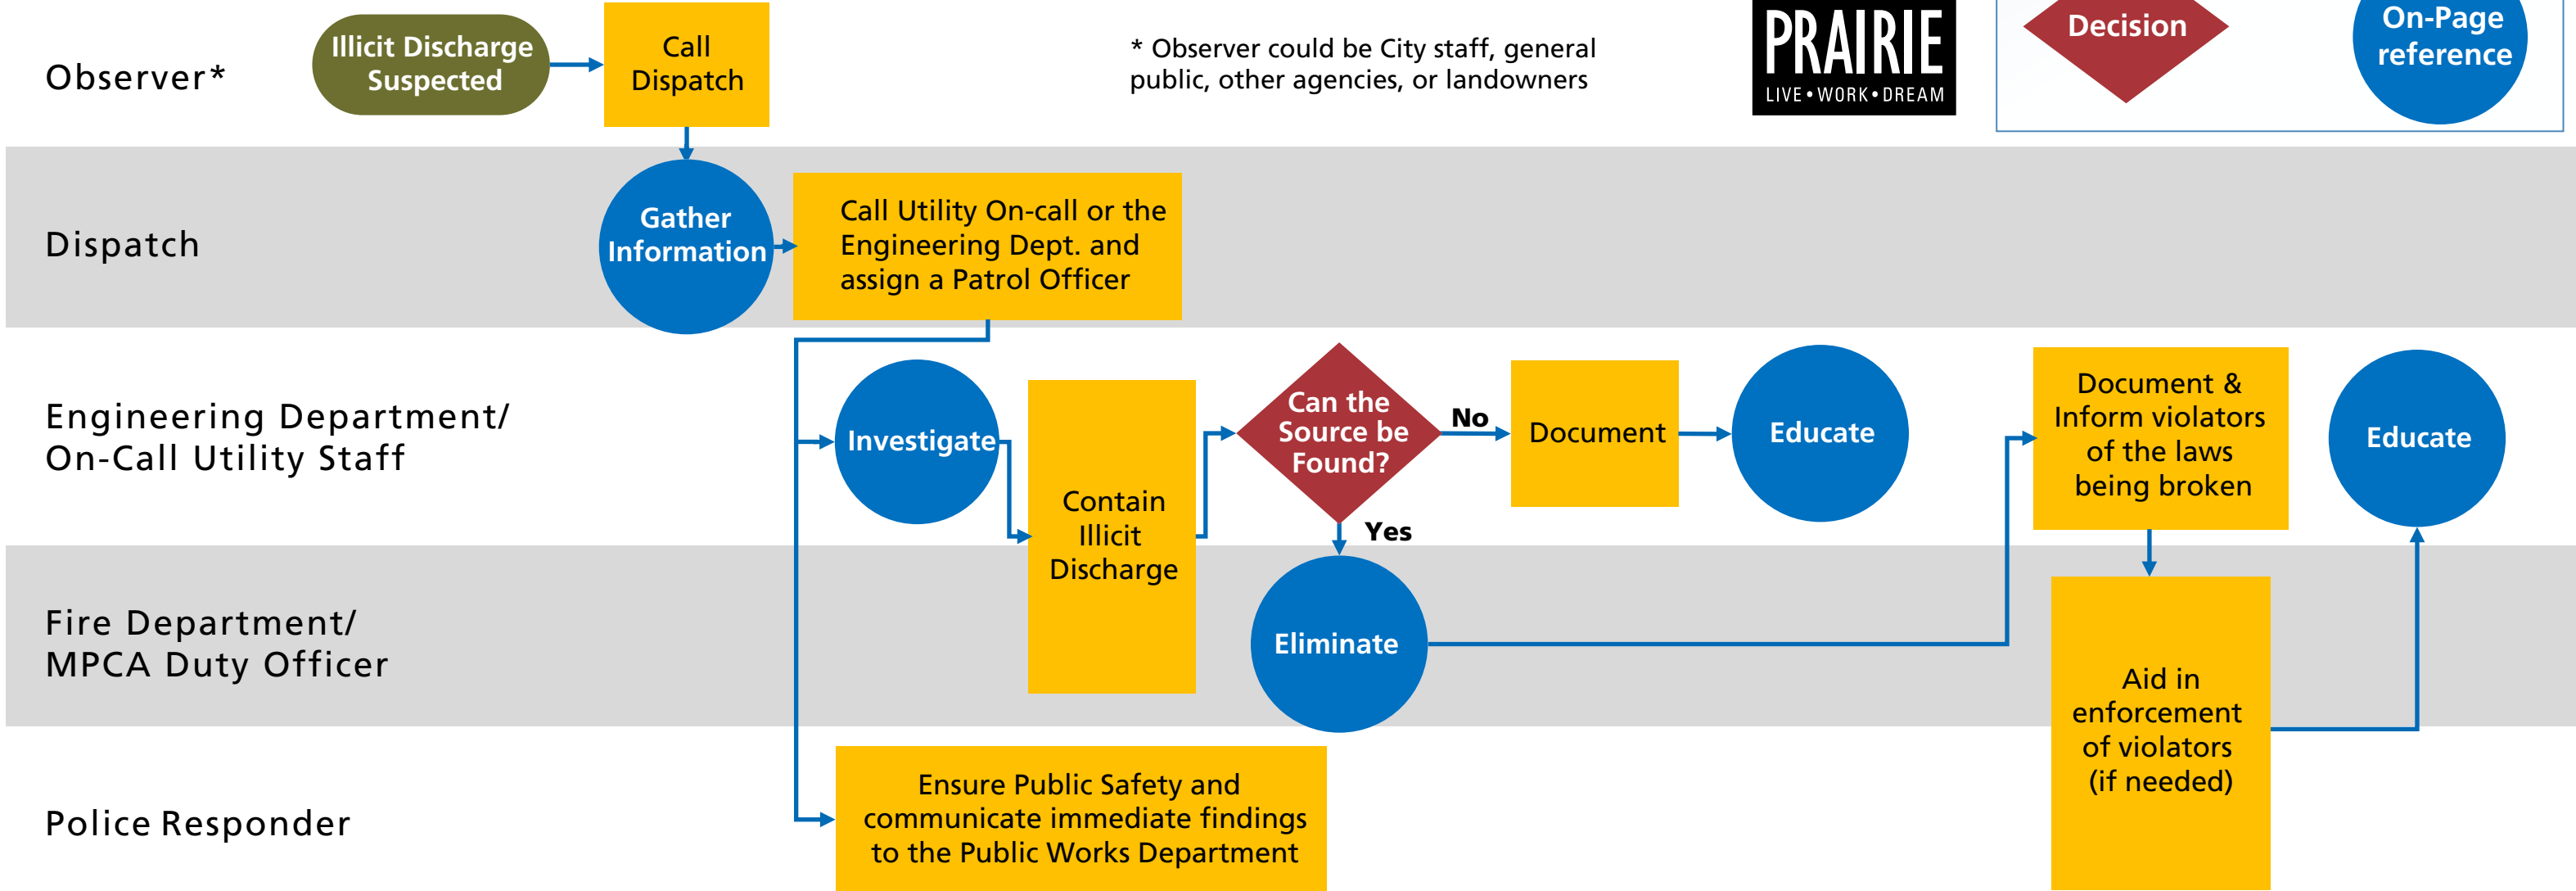 Observer*
Illicit Discharge
Suspected
Call
Dispatch
* Observer could be City staff, general
public, other agencies, or landowners
PRAIRIE
LIVE•WORK•DREAM
Decision
On-Page
reference
Dispatch
Gather
Information
Call Utility On-call or the
Engineering Dept. and
assign a Patrol Officer
Engineering Department/
On-Call Utility Staff
Investigate
Contain
Illicit
Discharge
Can the
Source be
Found?
No
Yes
Document
Educate
Document &
Inform violators
of the laws
being broken
Educate
Fire Department/
MPCA Duty Officer
Eliminate
Aid in
enforcement
of violators
(if needed)
Police Responder
Ensure Public Safety and
communicate immediate findings
to the Public Works Department